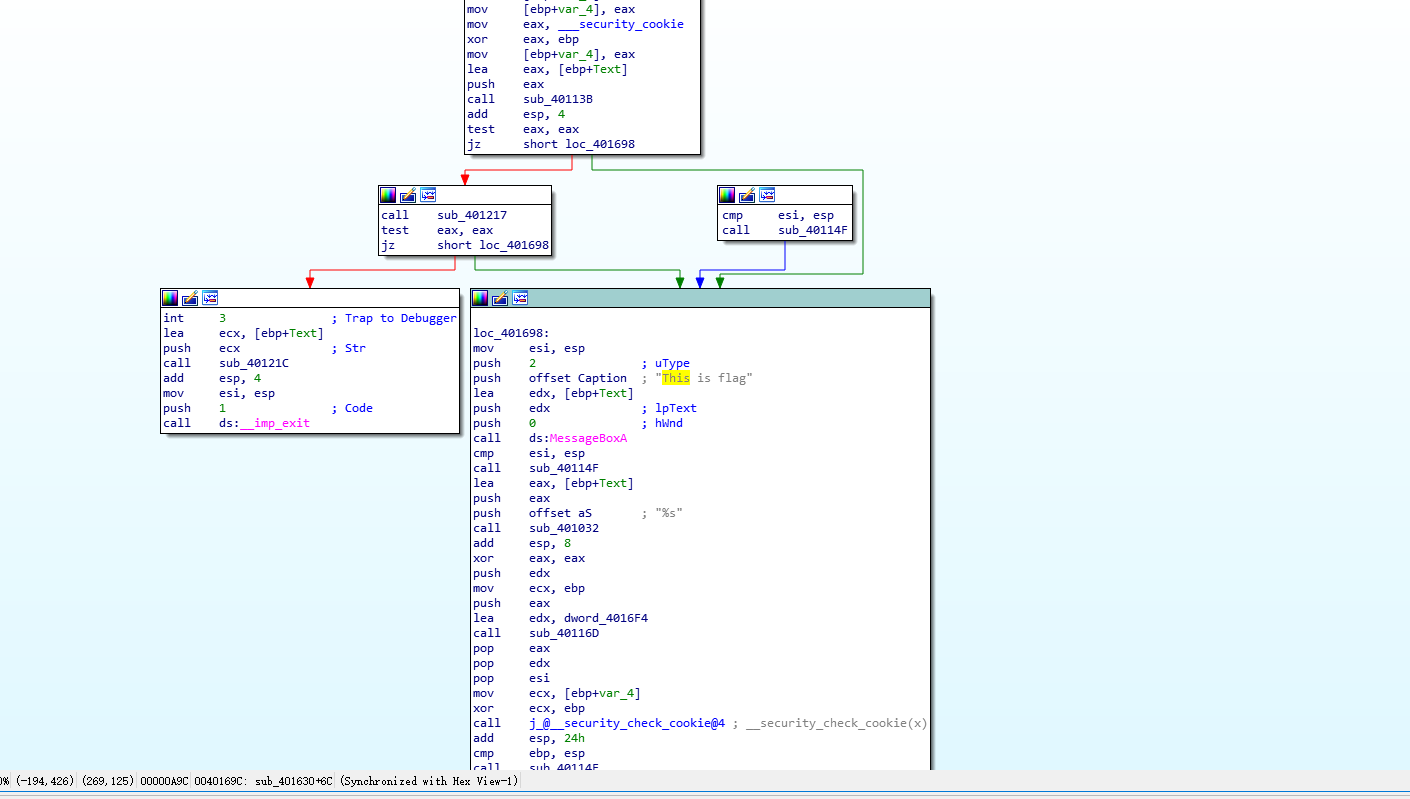 mov [ebp+var_4], eax
mov eax, ___security_cookie
xor eax, ebp
mov [ebp+var_4], eax
lea eax, [ebp+Text]
push eax
call sub_40113B
add esp, 4
test eax, eax
jz short loc_401698
call sub_401217
test eax, eax
jz short loc_401698
cmp esi, esp
call sub_40114F
int 3 ; Trap to Debugger
lea ecx, [ebp+Text]
push ecx ; Str
call sub_40121C
add esp, 4
mov esi, esp
push 1 ; Code
call ds:__imp_exit
loc_401698:
mov esi, esp
push 2 ; uType
push offset Caption ; "This is flag"
lea edx, [ebp+Text]
push edx ; lpText
push 0 ; hWnd
call ds:MessageBoxA
cmp esi, esp
call sub_40114F
lea eax, [ebp+Text]
push eax
push offset aS ; "%s"
call sub_401032
add esp, 8
xor eax, eax
push edx
mov ecx, ebp
push eax
lea edx, dword_4016F4
call sub_40116D
pop eax
pop edx
pop esi
mov ecx, [ebp+var_4]
xor ecx, ebp
call j_@__security_check_cookie@4 ; __security_check_cookie(x)
add esp, 24h
cmp ebp, esp
call sub_40114F
0% (-194,426) (269,125) 00000A9C 0040169C: sub_401630+6C (Synchronized with Hex View-1)